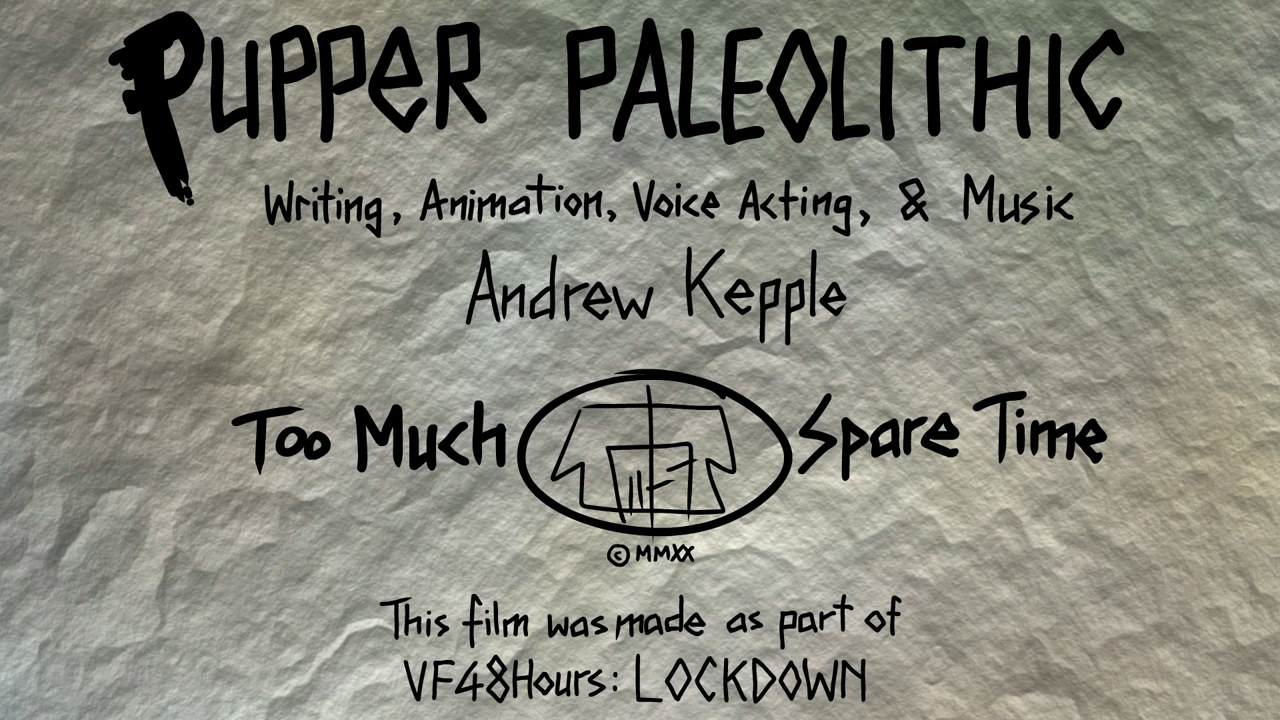 PUPPER PALEOLITHIC
Writing, Animation, Voice Acting, & Music
Andrew Kepple
Too Much Spare Time
© MMXX
This film was made as part of
VF48Hours: LOCKDOWN